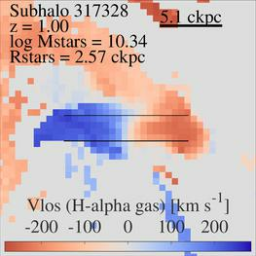 Subhalo 317328
5.1 ckpc
z = 1.00
log Mstars = 10.34
Rstars = 2.57 ckpc
Vlos (H-alpha gas) [km s⁻¹]
-200 -100 0 100 200